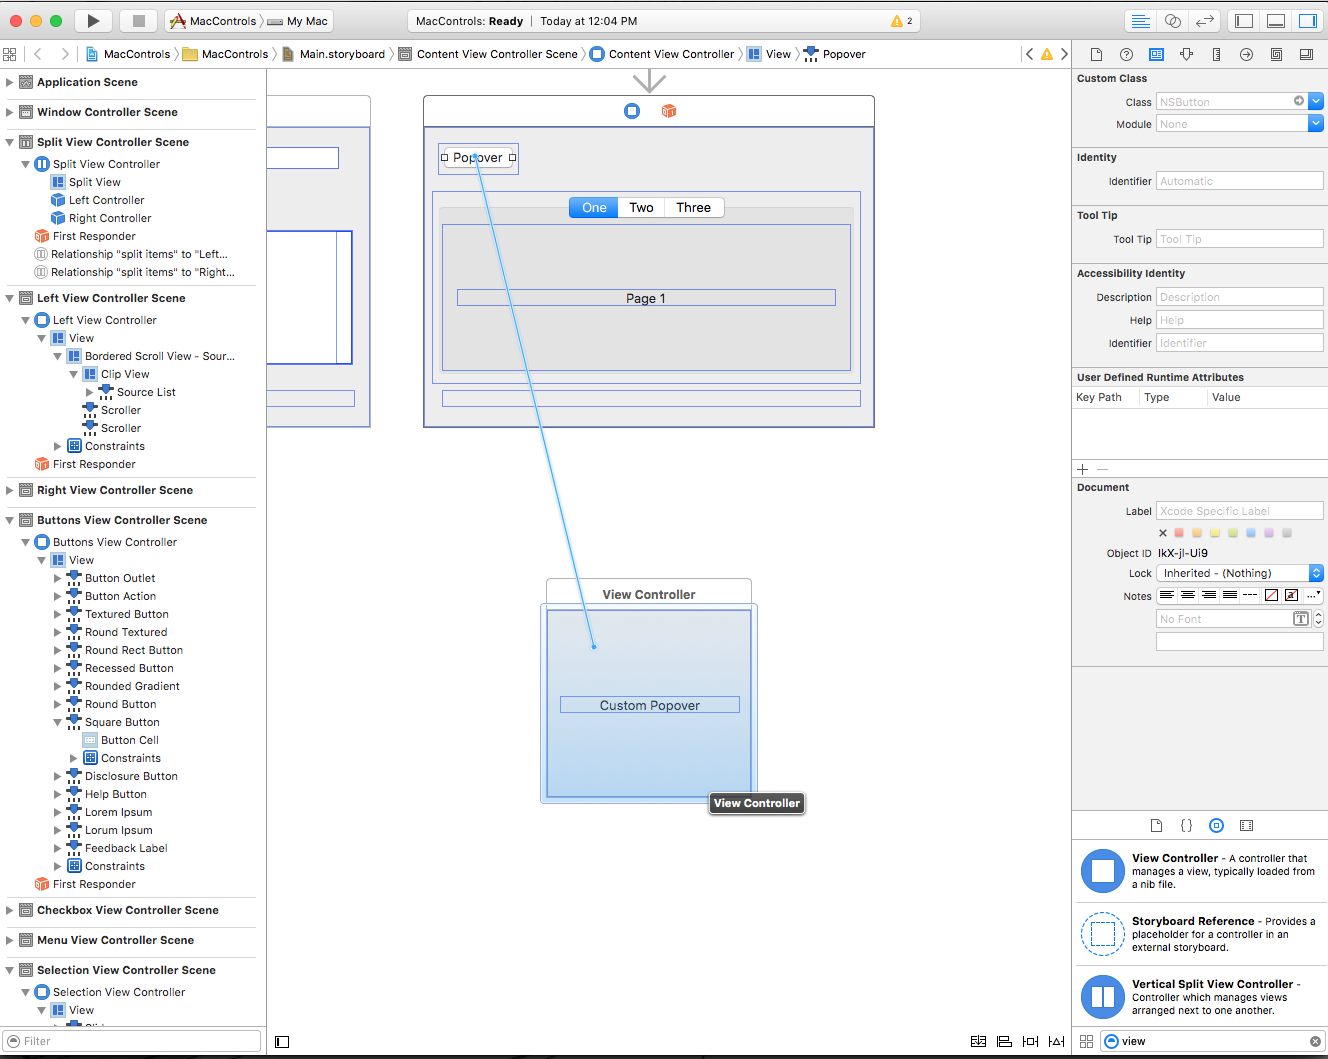 MacControls
My Mac
MacControls: Ready
Today at 12:04 PM
2
MacControls
MacControls
Main.storyboard
Content View Controller Scene
Content View Controller
View
Popover
Application Scene
Window Controller Scene
Split View Controller Scene
Split View Controller
Split View
Left Controller
Right Controller
First Responder
Relationship "split items" to "Left...
Relationship "split items" to "Right...
Left View Controller Scene
Left View Controller
View
Bordered Scroll View - Sour...
Clip View
Source List
Scroller
Scroller
Constraints
First Responder
Right View Controller Scene
Buttons View Controller Scene
Buttons View Controller
View
Button Outlet
Button Action
Textured Button
Round Textured
Round Rect Button
Recessed Button
Rounded Gradient
Round Button
Square Button
Button Cell
Constraints
Disclosure Button
Help Button
Lorem Ipsum
Lorum Ipsum
Feedback Label
Constraints
First Responder
Checkbox View Controller Scene
Menu View Controller Scene
Selection View Controller Scene
Selection View Controller
View
Filter
Popover
One
Two
Three
Page 1
View Controller
Custom Popover
View Controller
Custom Class
Class
NSButton
Module
None
Identity
Identifier
Automatic
Tool Tip
Tool Tip
Tool Tip
Accessibility Identity
Description
Description
Help
Help
Identifier
Identifier
User Defined Runtime Attributes
Key Path
Type
Value
Document
Label
Xcode Specific Label
Object ID
Lock
Inherited - (Nothing)
Notes
No Font
View Controller - A controller that
manages a view, typically loaded from
a nib file.
Storyboard Reference - Provides a
placeholder for a controller in an
external storyboard.
Vertical Split View Controller -
Controller which manages views
arranged next to one another.
view